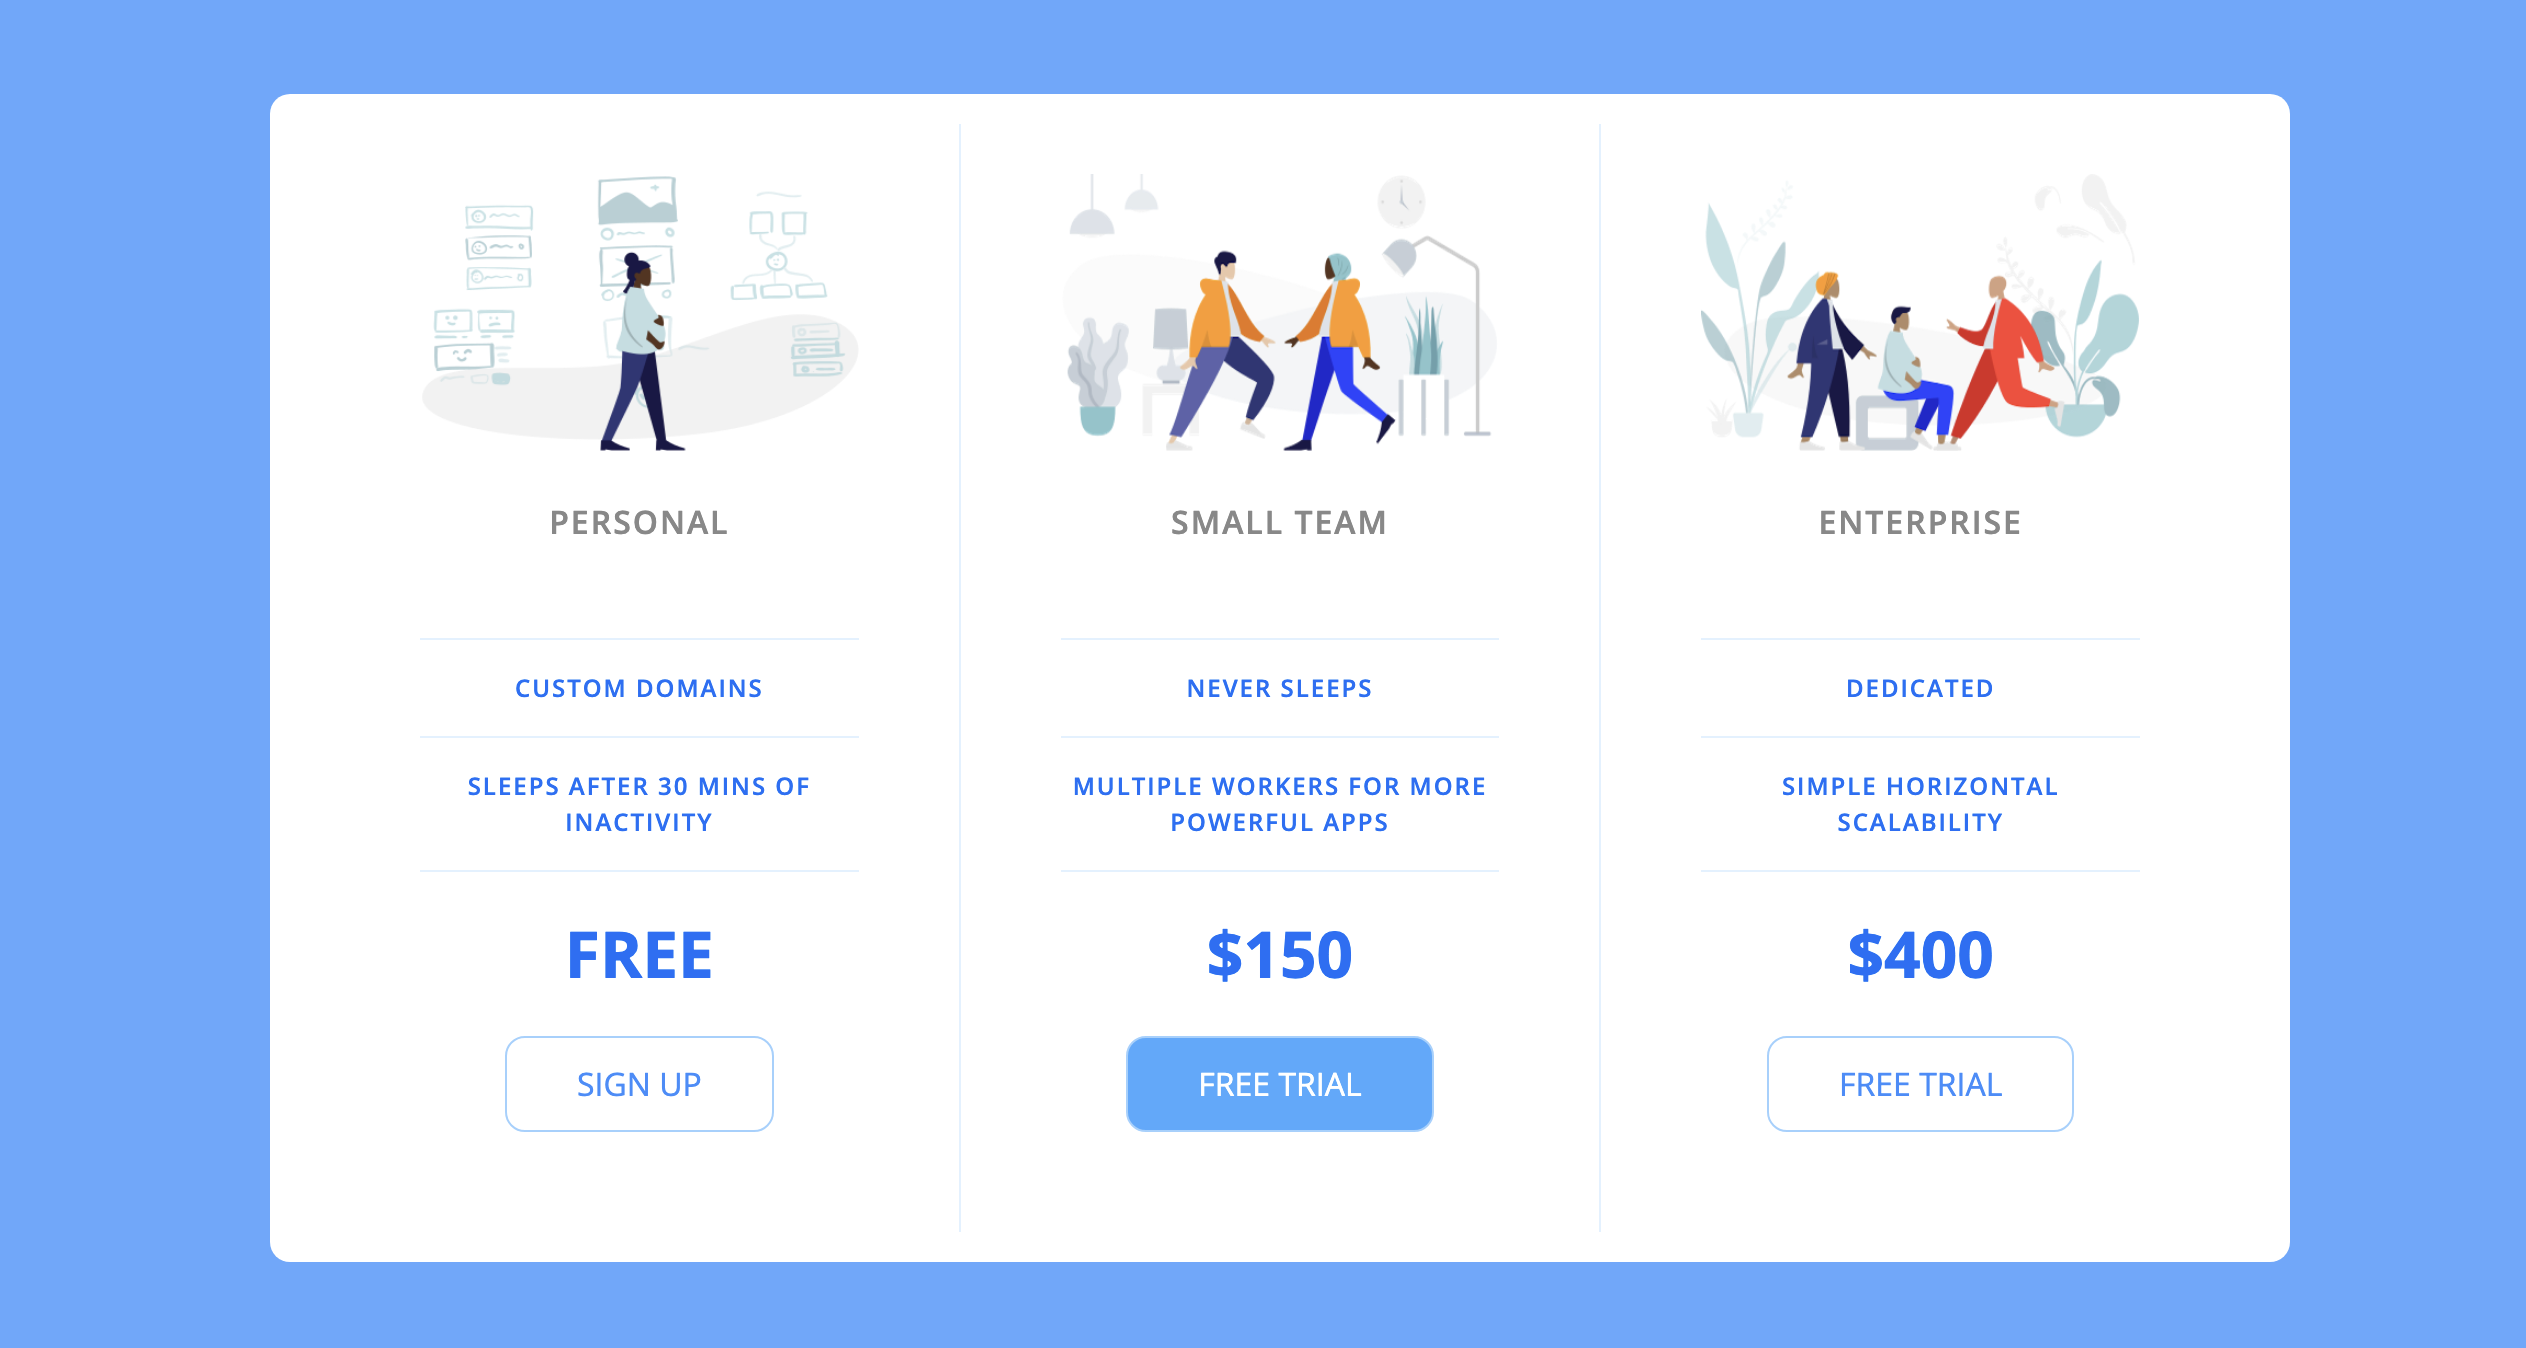 PERSONAL
CUSTOM DOMAINS
SLEEPS AFTER 30 MINS OF
INACTIVITY
FREE
SIGN UP
SMALL TEAM
NEVER SLEEPS
MULTIPLE WORKERS FOR MORE
POWERFUL APPS
$150
FREE TRIAL
ENTERPRISE
DEDICATED
SIMPLE HORIZONTAL
SCALABILITY
$400
FREE TRIAL